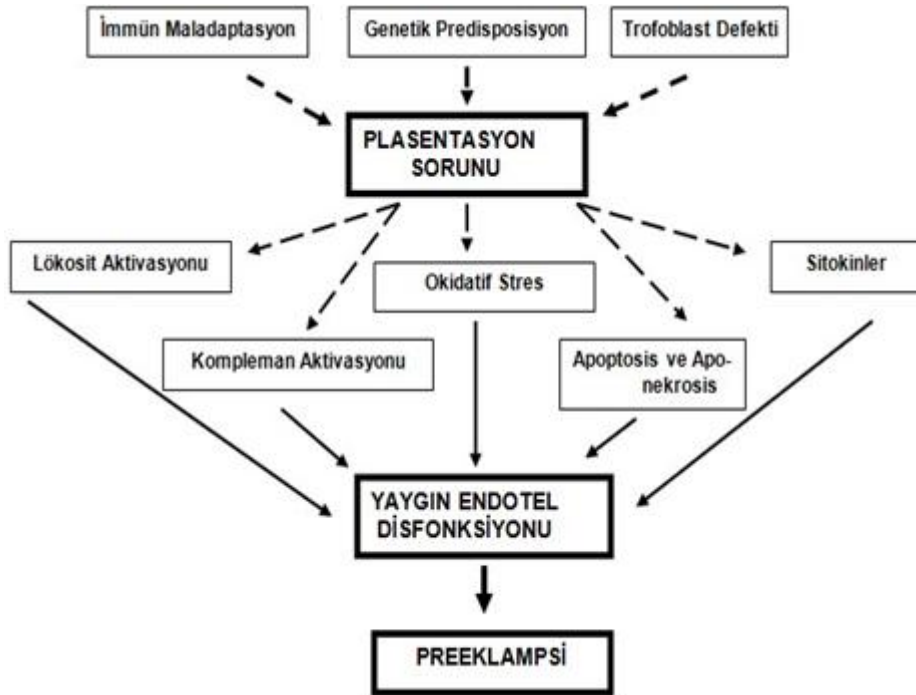 İmmün Maladaptasyon
Genetik Predisposisyon
Trofoblast Defekti
PLASENTASYON
SORUNU
Lökosit Aktivasyonu
Okidatif Stres
Sitokinler
Kompleman Aktivasyonu
Apoptosis ve Apo-
nekrosis
YAYGIN ENDOTEL
DİSFONKSİYONU
PREEKLAMPSİ